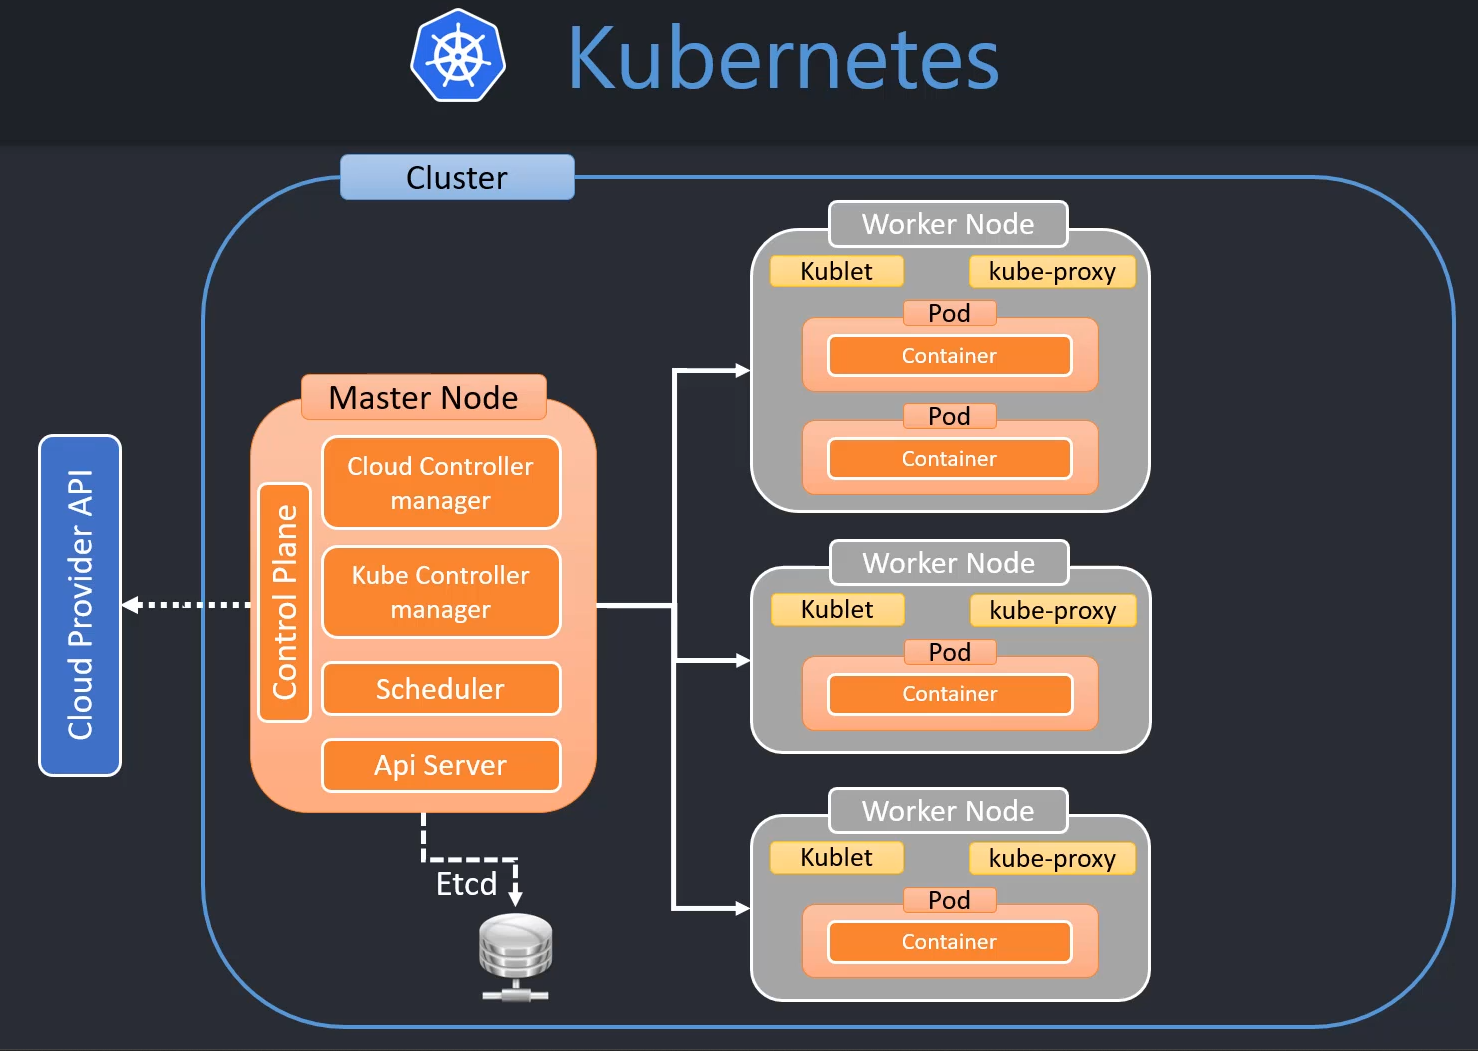 Kubernetes
Cluster
Cloud Provider API
Master Node
Control Plane
Cloud Controller
manager
Kube Controller
manager
Scheduler
Api Server
Etcd
Worker Node
Kublet
kube-proxy
Pod
Container
Pod
Container
Worker Node
Kublet
kube-proxy
Pod
Container
Worker Node
Kublet
kube-proxy
Pod
Container